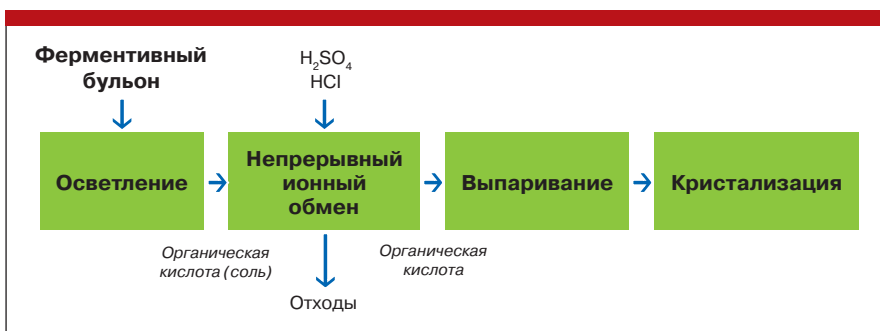 Ферментивный
бульон
H₂SO₄
HCl
Осветление
Непрерывный
ионный
обмен
Выпаривание
Кристализация
Органическая
кислота (соль)
Органическая
кислота
Отходы